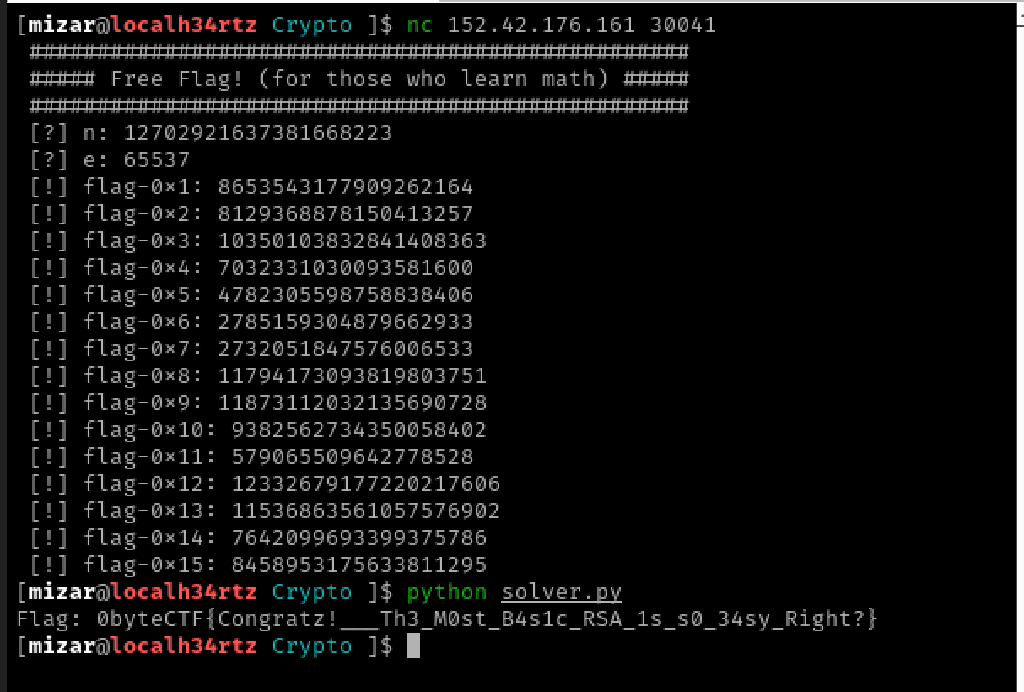 [mizar@localh34rtz Crypto ]$ nc 152.42.176.161 30041
#################################################
##### Free Flag! (for those who learn math) #####
#################################################
[?] n: 12702921637381668223
[?] e: 65537
[!] flag-0×1: 8653543177909262164
[!] flag-0×2: 8129368878150413257
[!] flag-0×3: 10350103832841408363
[!] flag-0×4: 7032331030093581600
[!] flag-0×5: 4782305598758838406
[!] flag-0×6: 2785159304879662933
[!] flag-0×7: 2732051847576006533
[!] flag-0×8: 11794173093819803751
[!] flag-0×9: 11873112032135690728
[!] flag-0×10: 9382562734350058402
[!] flag-0×11: 579065509642778528
[!] flag-0×12: 12332679177220217606
[!] flag-0×13: 11536863561057576902
[!] flag-0×14: 7642099693399375786
[!] flag-0×15: 8458953175633811295
[mizar@localh34rtz Crypto ]$ python solver.py
Flag: 0byteCTF{Congratz!___Th3_M0st_B4s1c_RSA_1s_s0_34sy_Right?}
[mizar@localh34rtz Crypto ]$